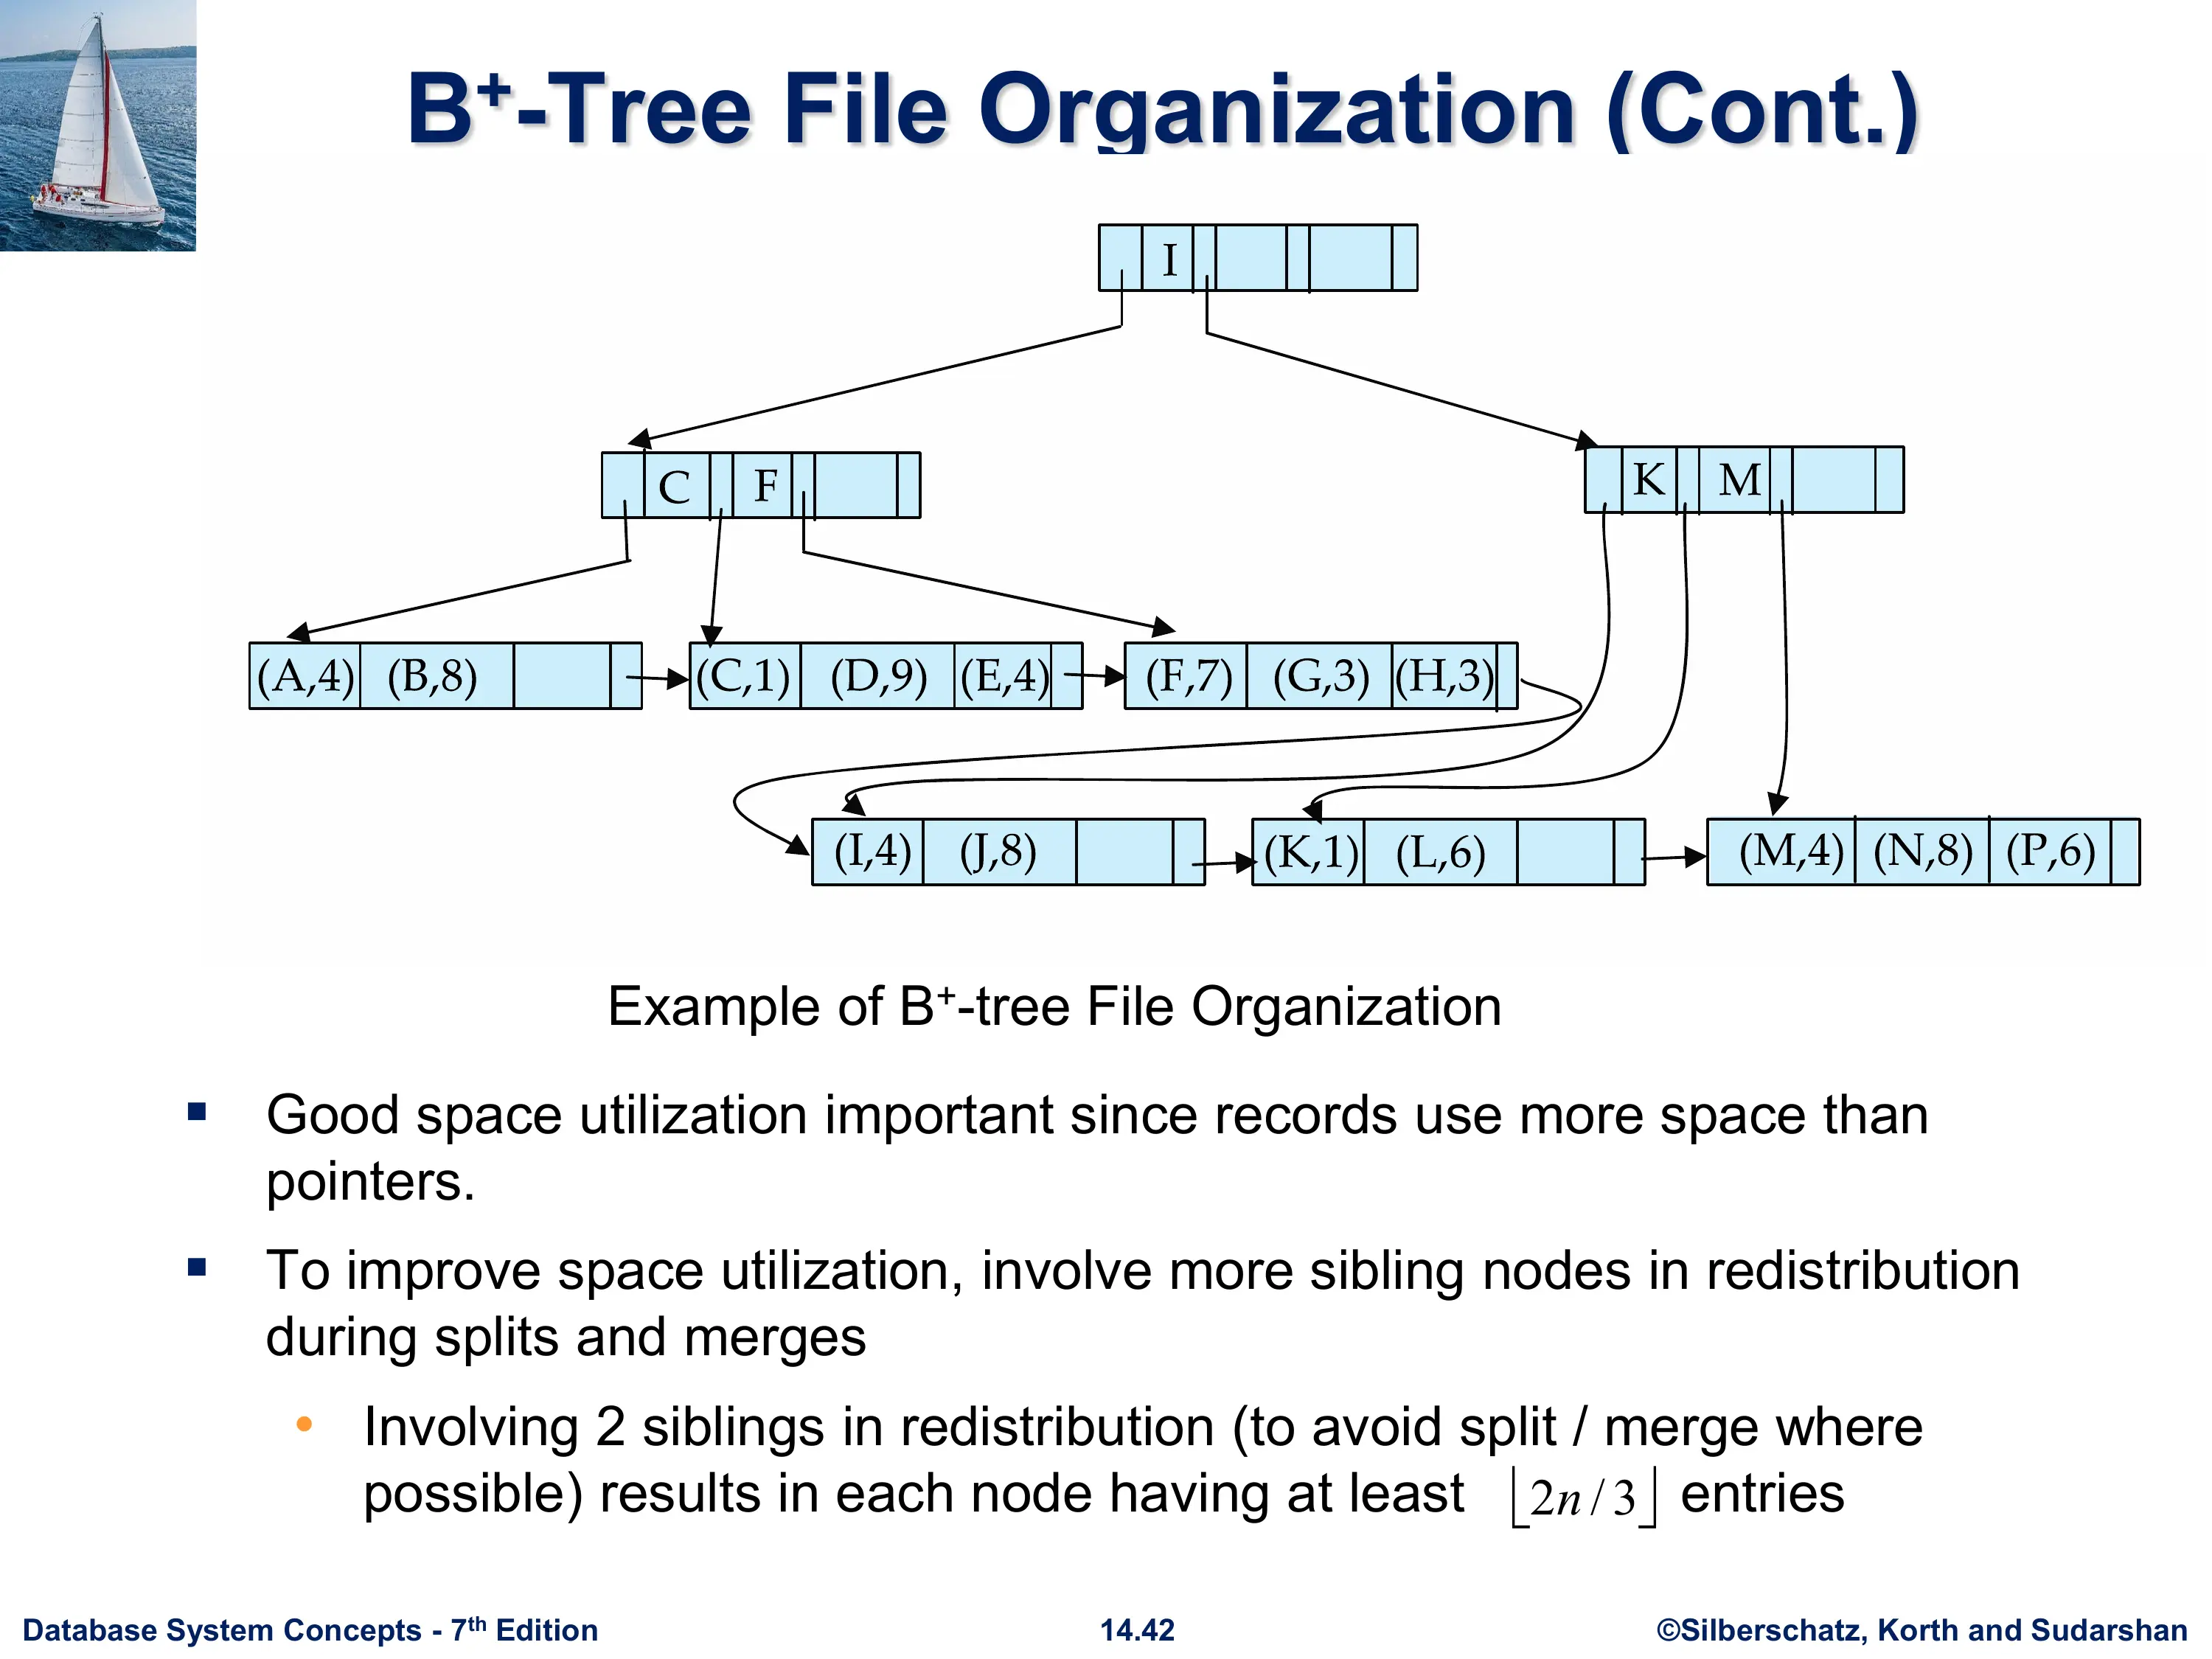 B+-Tree File Organization (Cont.)
I
C F
K M
(A,4) (B,8) (C,1) (D,9) (E,4) (F,7) (G,3) (H,3)
(I,4) (J,8) (K,1) (L,6) (M,4) (N,8) (P,6)
Example of B+-tree File Organization
▪ Good space utilization important since records use more space than
pointers.
▪ To improve space utilization, involve more sibling nodes in redistribution
during splits and merges
• Involving 2 siblings in redistribution (to avoid split / merge where
possible) results in each node having at least ⌊2n/3⌋ entries
Database System Concepts - 7th Edition 14.42 ©Silberschatz, Korth and Sudarshan